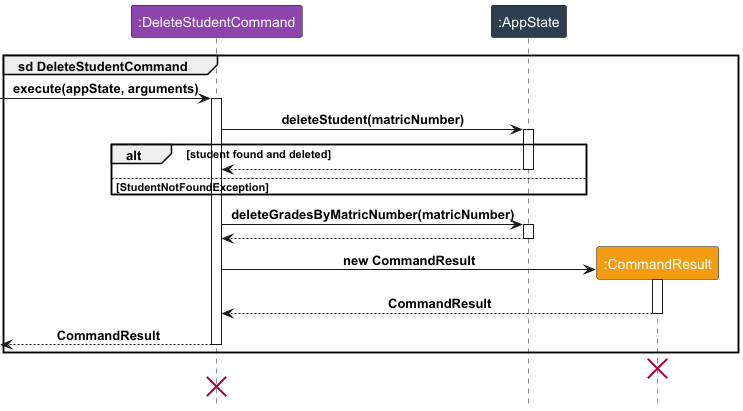 :DeleteStudentCommand
:AppState
sd DeleteStudentCommand
execute(appState, arguments)
deleteStudent(matricNumber)
alt
[student found and deleted]
[StudentNotFoundException]
deleteGradesByMatricNumber(matricNumber)
new CommandResult
:CommandResult
CommandResult
CommandResult